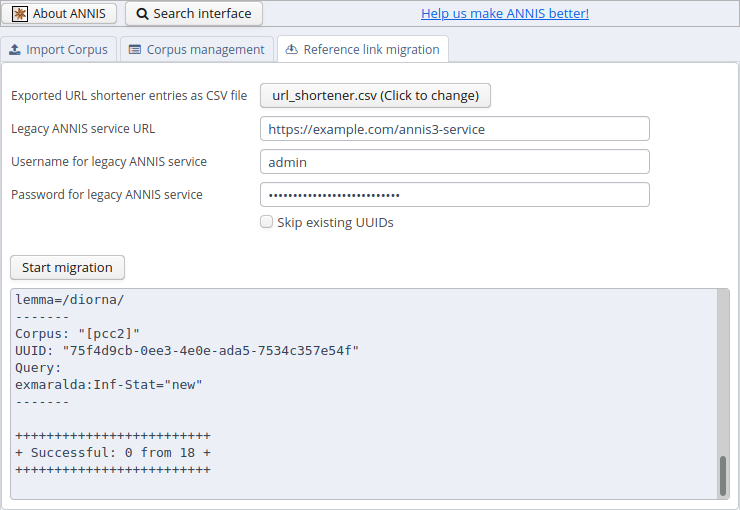 About ANNIS Search interface Help us make ANNIS better!
Import Corpus Corpus management Reference link migration
Exported URL shortener entries as CSV file url_shortener.csv (Click to change)
Legacy ANNIS service URL https://example.com/annis3-service
Username for legacy ANNIS service admin
Password for legacy ANNIS service •••••••••••••••••••••••••••
Skip existing UUIDs
Start migration
lemma=/diorna/
-------
Corpus: "[pcc2]"
UUID: "75f4d9cb-0ee3-4e0e-ada5-7534c357e54f"
Query:
exmaralda:Inf-Stat="new"
-------
+++++++++++++++++++++++++
+ Successful: 0 from 18 +
+++++++++++++++++++++++++